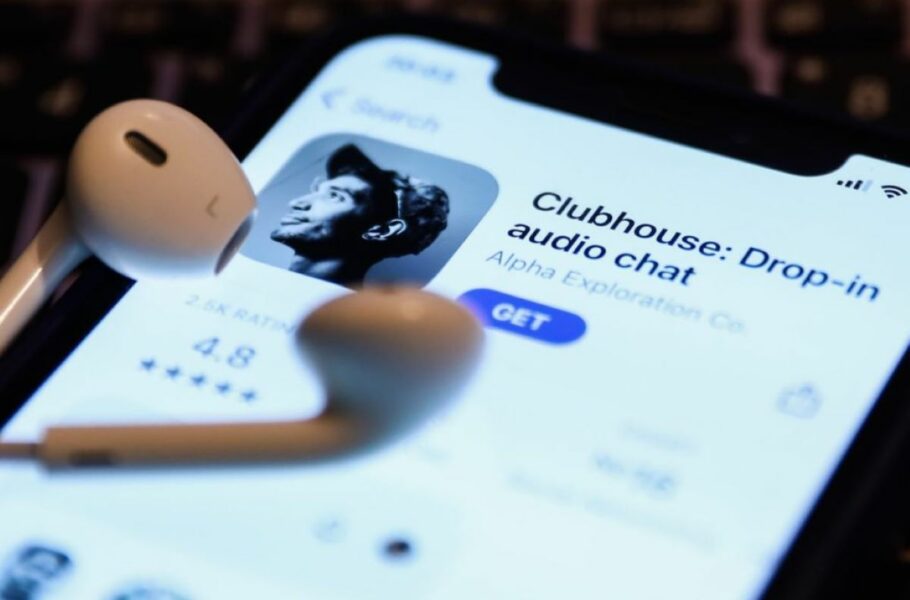 Search
Clubhouse: Drop-in
audio chat
Alpha Exploration Co.
GET
4.8
L